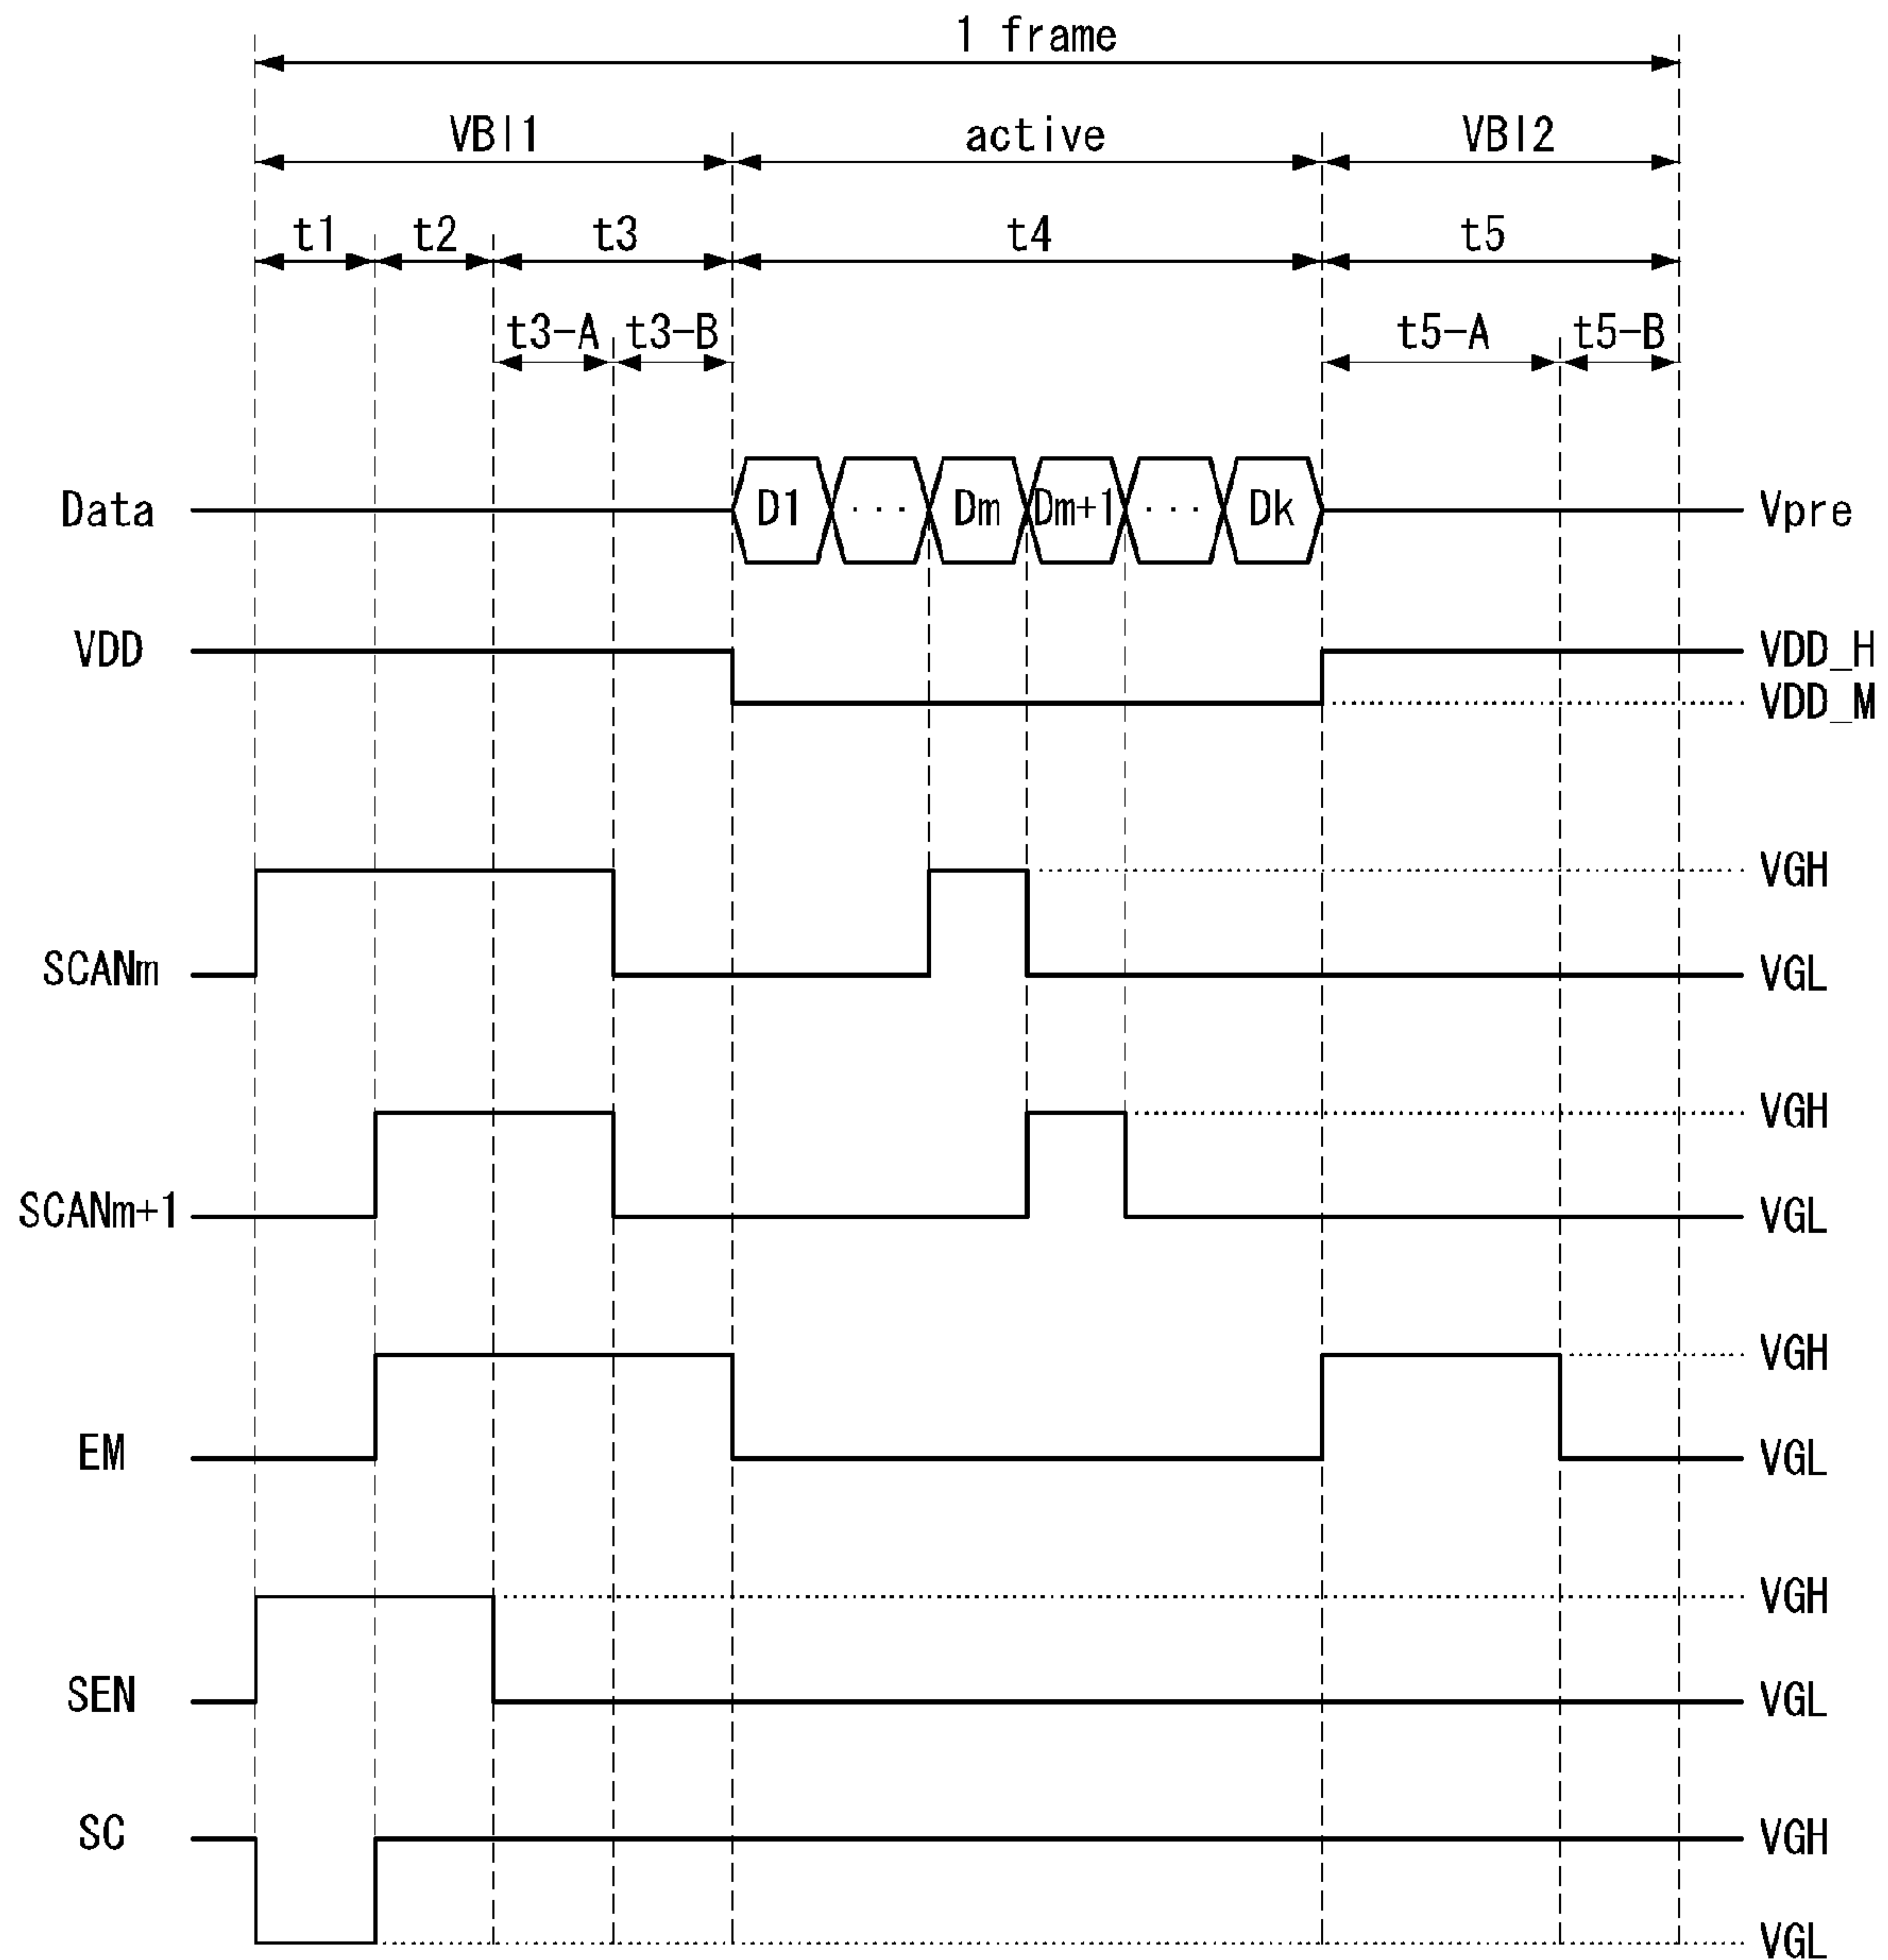 1 frame
VBI1 active VBI2
t1 t2 t3 t4 t5
t3-A t3-B t5-A t5-B
Data D1 ... Dm Dm+1 ... Dk Vpre
VDD VDD_H
VDD_M
VGH
SCANm VGL
VGH
SCANm+1 VGL
VGH
EM VGL
VGH
SEN VGL
SC VGH
VGL